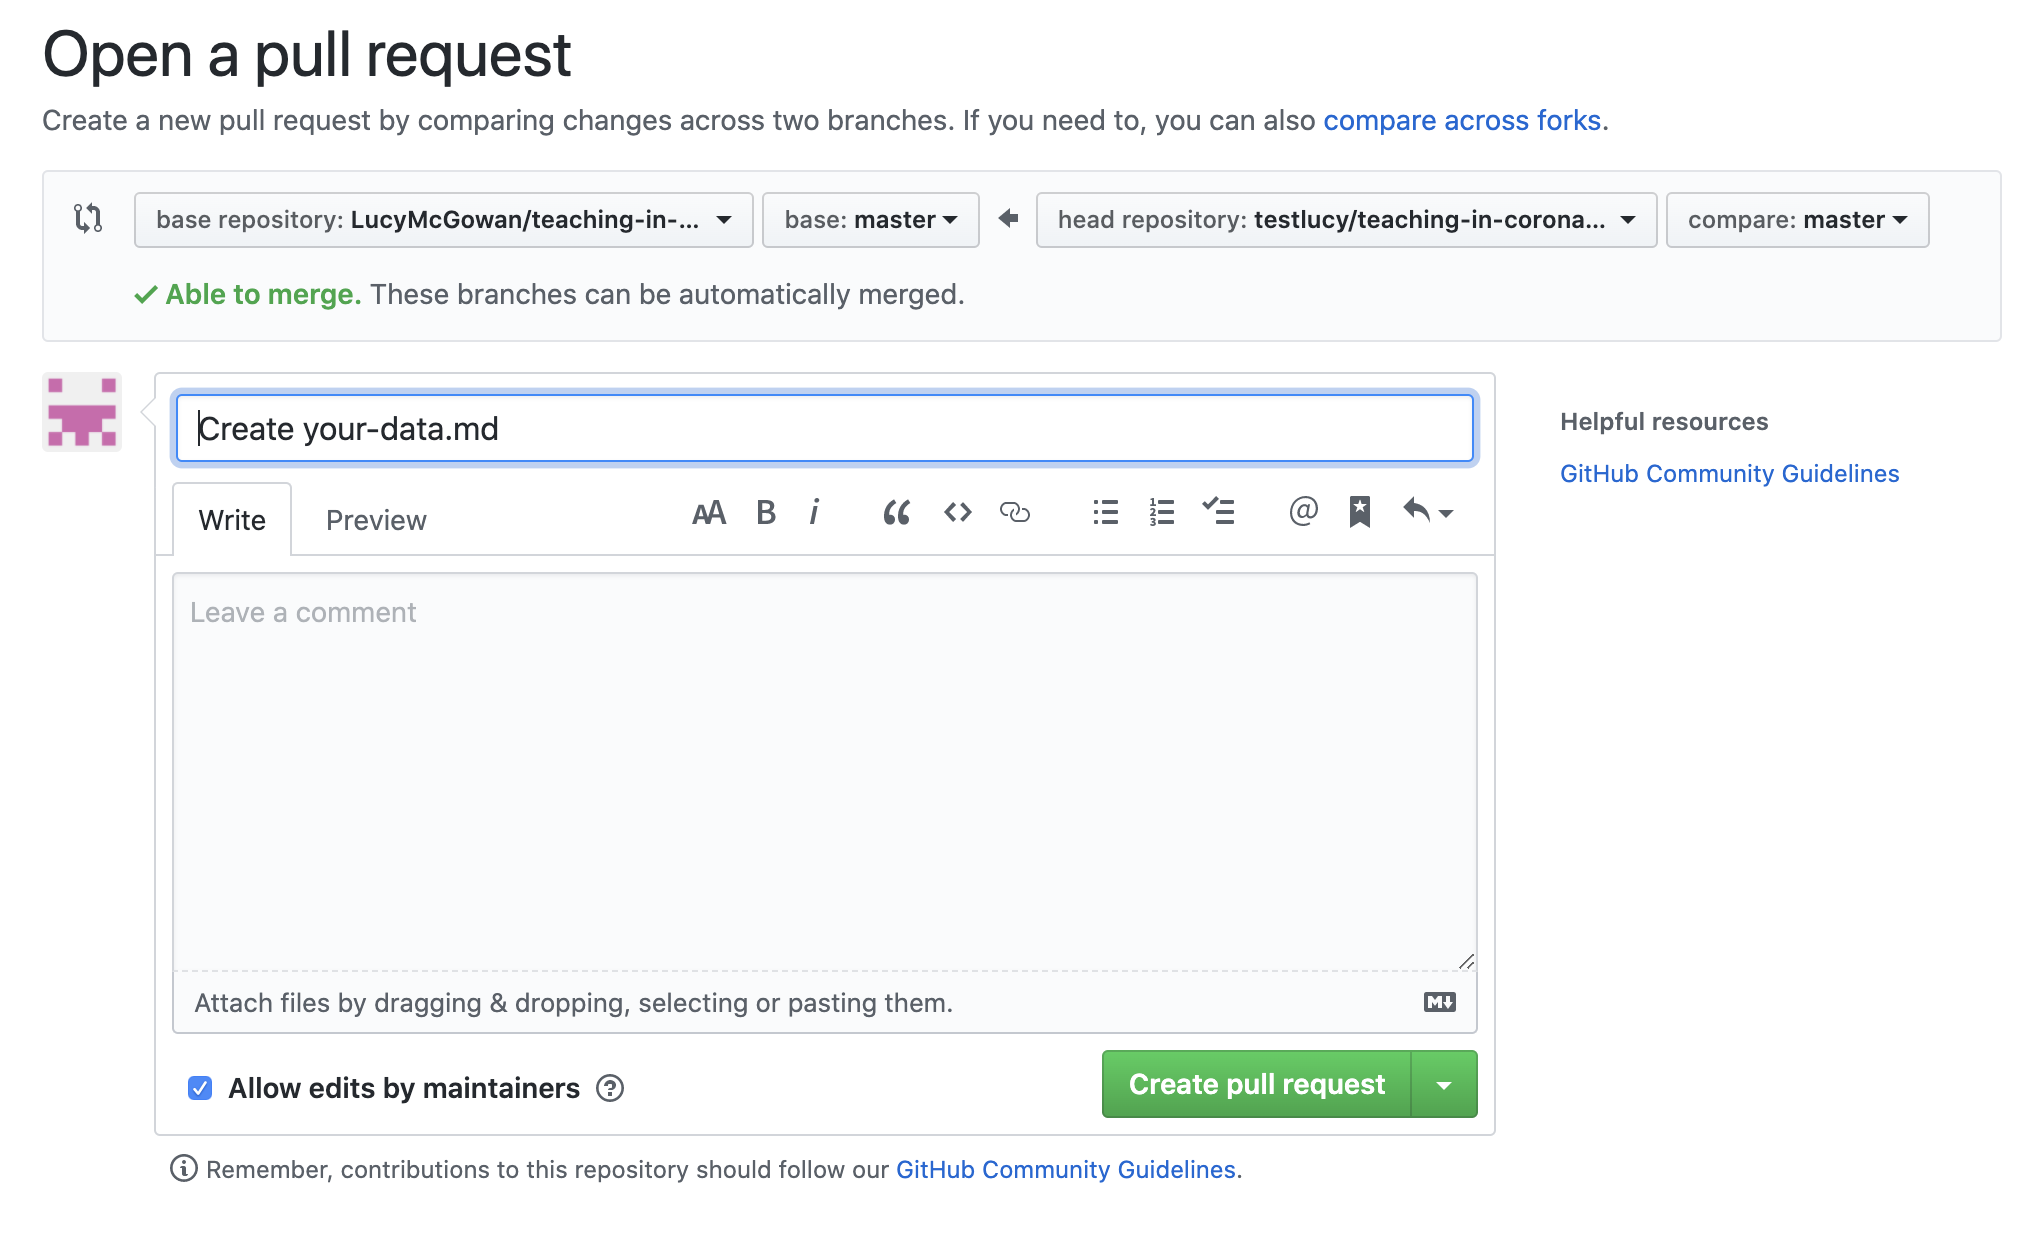 Open a pull request
Create a new pull request by comparing changes across two branches. If you need to, you can also compare across forks.
base repository: LucyMcGowan/teaching-in-... base: master head repository: testlucy/teaching-in-corona... compare: master
Able to merge. These branches can be automatically merged.
Create your-data.md
Helpful resources
GitHub Community Guidelines
Write Preview AA B i “ <> 1 2 3 @
Leave a comment
Attach files by dragging & dropping, selecting or pasting them. M↓
Allow edits by maintainers ?
Create pull request
i Remember, contributions to this repository should follow our GitHub Community Guidelines.